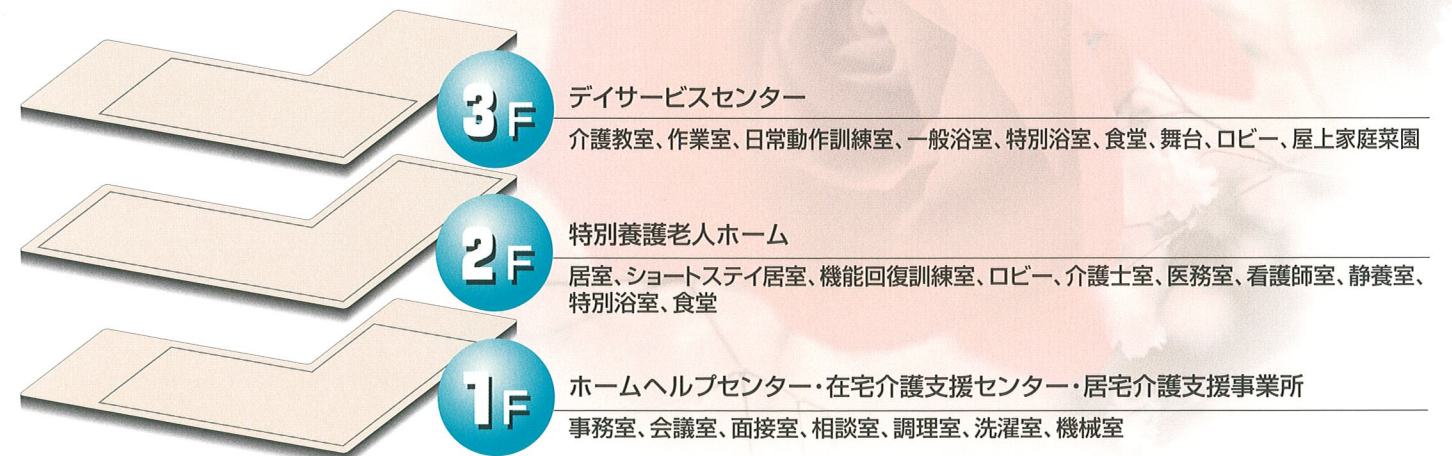 3F
デイサービスセンター
介護教室、作業室、日常動作訓練室、一般浴室、特別浴室、食堂、舞台、ロビー、屋上家庭菜園
2F
特別養護老人ホーム
居室、ショートステイ居室、機能回復訓練室、ロビー、介護士室、医務室、看護師室、静養室、
特別浴室、食堂
1F
ホームヘルプセンター・在宅介護支援センター・居宅介護支援事業所
事務室、会議室、面接室、相談室、調理室、洗濯室、機械室